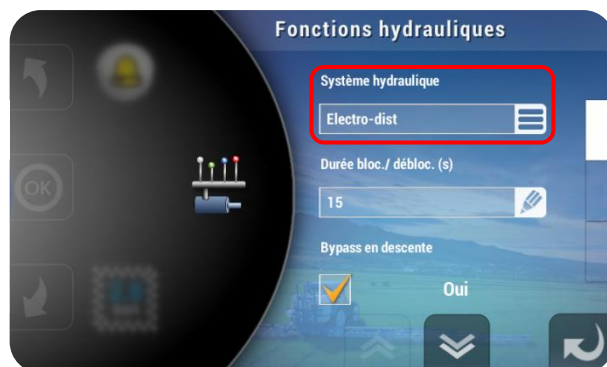 Fonctions hydrauliques
Système hydraulique
Electro-dist
Durée bloc./ débloc. (s)
OK
15
Bypass en descente
Oui